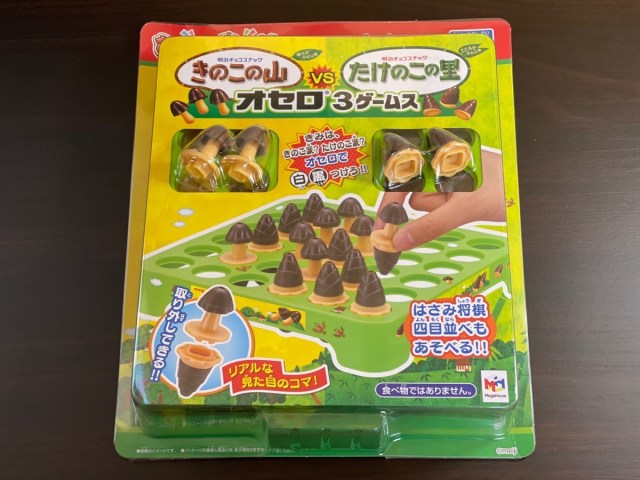 明治チョコスナック
きのこの山
VS
明治チョコスナック
たけのこの里
オセロ 3ゲームス
きみは、
きのこ派? たけのこ派?
オセロで
白黒つけろ!!
取り外しできる!!
リアルな
見た目のコマ!
はさみ将棋
四目並べも
あそべる!!
食べ物ではありません。
MegaHouse
©meiji